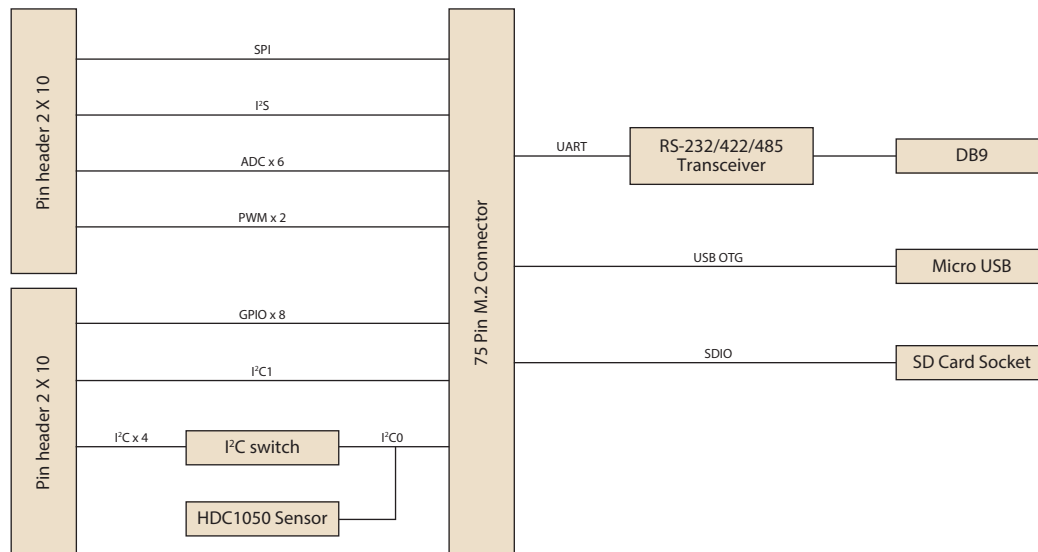 Pin header 2 X 10
SPI
I²S
ADC x 6
PWM x 2
Pin header 2 X 10
GPIO x 8
I²C1
I²C x 4
I²C switch
I²C0
HDC1050 Sensor
75 Pin M.2 Connector
UART
RS-232/422/485
Transceiver
DB9
USB OTG
Micro USB
SDIO
SD Card Socket